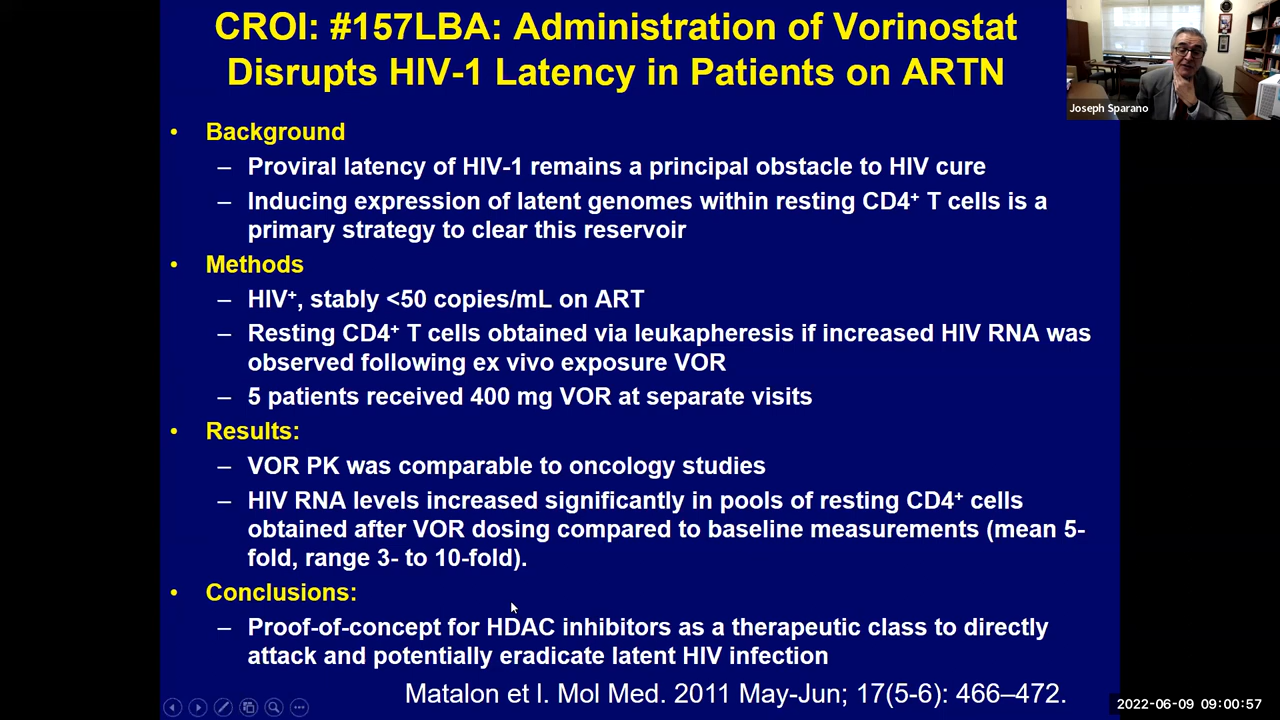 CROI: #157LBA: Administration of Vorinostat
Disrupts HIV-1 Latency in Patients on ARTN
Joseph Sparano
• Background
– Proviral latency of HIV-1 remains a principal obstacle to HIV cure
– Inducing expression of latent genomes within resting CD4⁺ T cells is a
primary strategy to clear this reservoir
• Methods
– HIV⁺, stably <50 copies/mL on ART
– Resting CD4⁺ T cells obtained via leukapheresis if increased HIV RNA was
observed following ex vivo exposure VOR
– 5 patients received 400 mg VOR at separate visits
• Results:
– VOR PK was comparable to oncology studies
– HIV RNA levels increased significantly in pools of resting CD4⁺ cells
obtained after VOR dosing compared to baseline measurements (mean 5-
fold, range 3- to 10-fold).
• Conclusions:
– Proof-of-concept for HDAC inhibitors as a therapeutic class to directly
attack and potentially eradicate latent HIV infection
Matalon et l. Mol Med. 2011 May-Jun; 17(5-6): 466–472.
2022-06-09 09:00:57